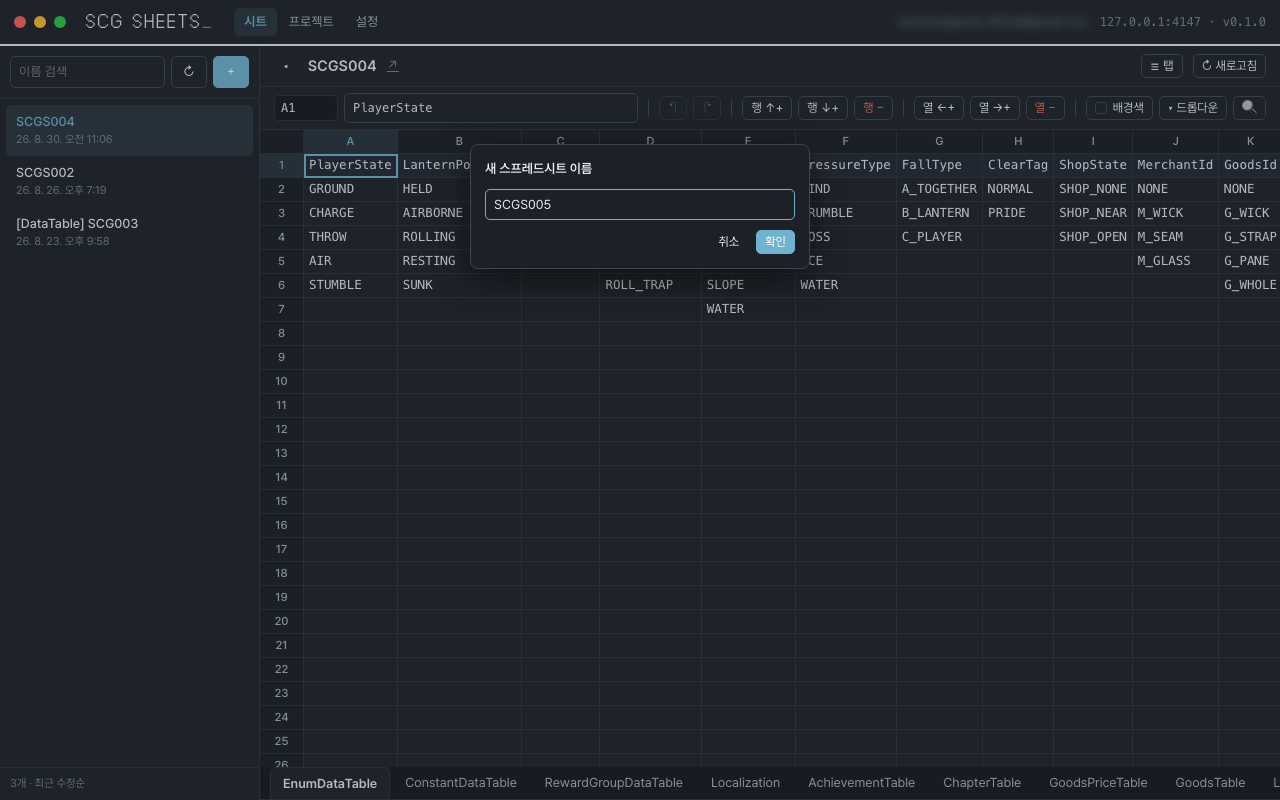 SCG SHEETS_ 시트 프로젝트 설정 127.0.0.1:4147 · v0.1.0
이름 검색 +
SCGS004
26. 8. 30. 오전 11:06
SCGS002
26. 8. 26. 오후 7:19
[DataTable] SCG003
26. 8. 23. 오후 9:58
3개 · 최근 수정순
SCGS004 ↗ ≡ 탭 ↻ 새로고침
A1 PlayerState 행 ↑+ 행 ↓+ 행 − 열 ←+ 열 →+ 열 − 배경색 ▾ 드롭다운
A B C D E F G H I J K
1 PlayerState LanternPo ressureType FallType ClearTag ShopState MerchantId GoodsId
2 GROUND HELD IND A_TOGETHER NORMAL SHOP_NONE NONE NONE
3 CHARGE AIRBORNE RUMBLE B_LANTERN PRIDE SHOP_NEAR M_WICK G_WICK
4 THROW ROLLING OSS C_PLAYER SHOP_OPEN M_SEAM G_STRAP
5 AIR RESTING CE M_GLASS G_PANE
6 STUMBLE SUNK ROLL_TRAP SLOPE WATER G_WHOLE
7 WATER
8
9
10
11
12
13
14
15
16
17
18
19
20
21
22
23
24
25
26
새 스프레드시트 이름
SCGS005
취소 확인
EnumDataTable ConstantDataTable RewardGroupDataTable Localization AchievementTable ChapterTable GoodsPriceTable GoodsTable